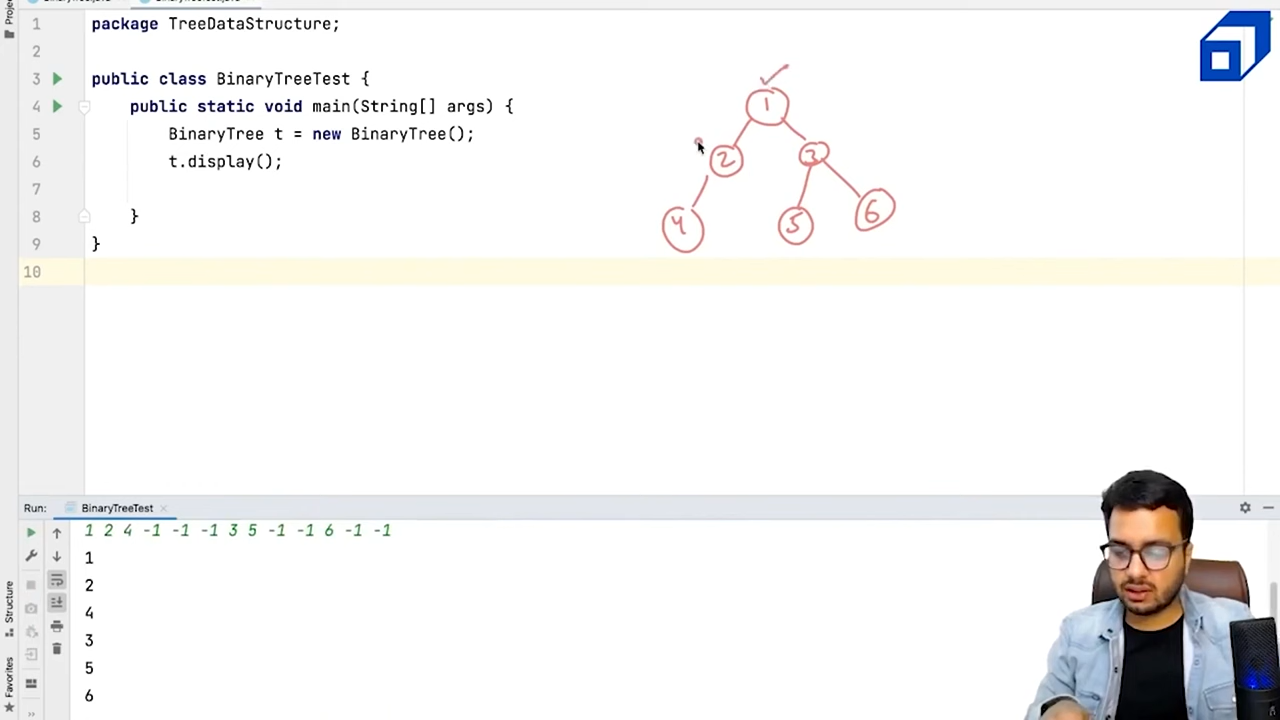 1 package TreeDataStructure;
2
3 public class BinaryTreeTest {
4 public static void main(String[] args) {
5 BinaryTree t = new BinaryTree();
6 t.display();
7
8 }
9 }
10
1
2 3
4 5 6
Run: BinaryTreeTest
1 2 4 -1 -1 -1 3 5 -1 -1 6 -1 -1
1
2
4
3
5
6
Structure
Favorites